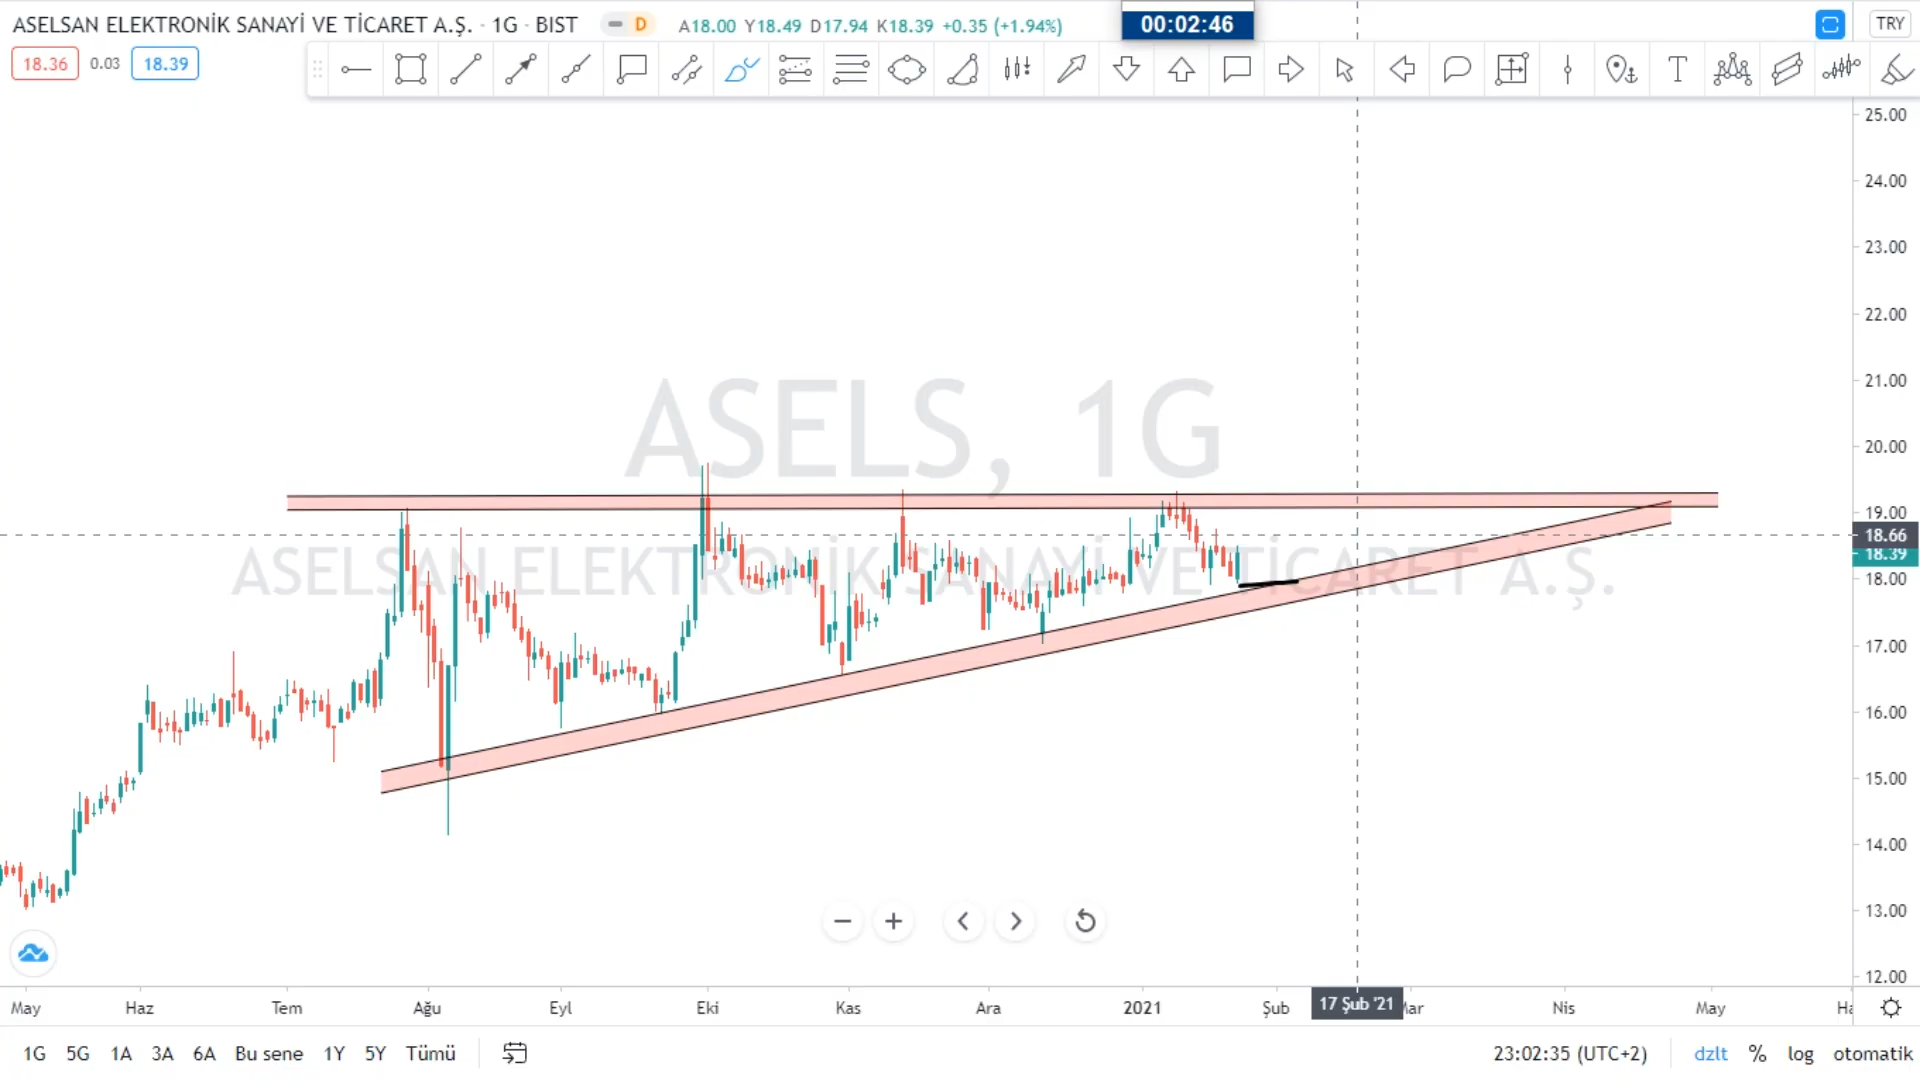 ASELSAN ELEKTRONİK SANAYİ VE TİCARET A.Ş. · 1G · BIST D A18.00 Y18.49 D17.94 K18.39 +0.35 (+1.94%) 00:02:46 TRY
18.36 0.03 18.39
T
25.00
24.00
23.00
22.00
21.00
20.00
19.00
18.66
18.39
18.00
17.00
16.00
15.00
14.00
13.00
12.00
ASELS, 1G
ASELSAN ELEKTRONİK SANAYİ VE TİCARET A.Ş.
May Haz Tem Ağu Eyl Eki Kas Ara 2021 Şub 17 Şub '21 Mar Nis May Ha
1G 5G 1A 3A 6A Bu sene 1Y 5Y Tümü 23:02:35 (UTC+2) dzlt % log otomatik